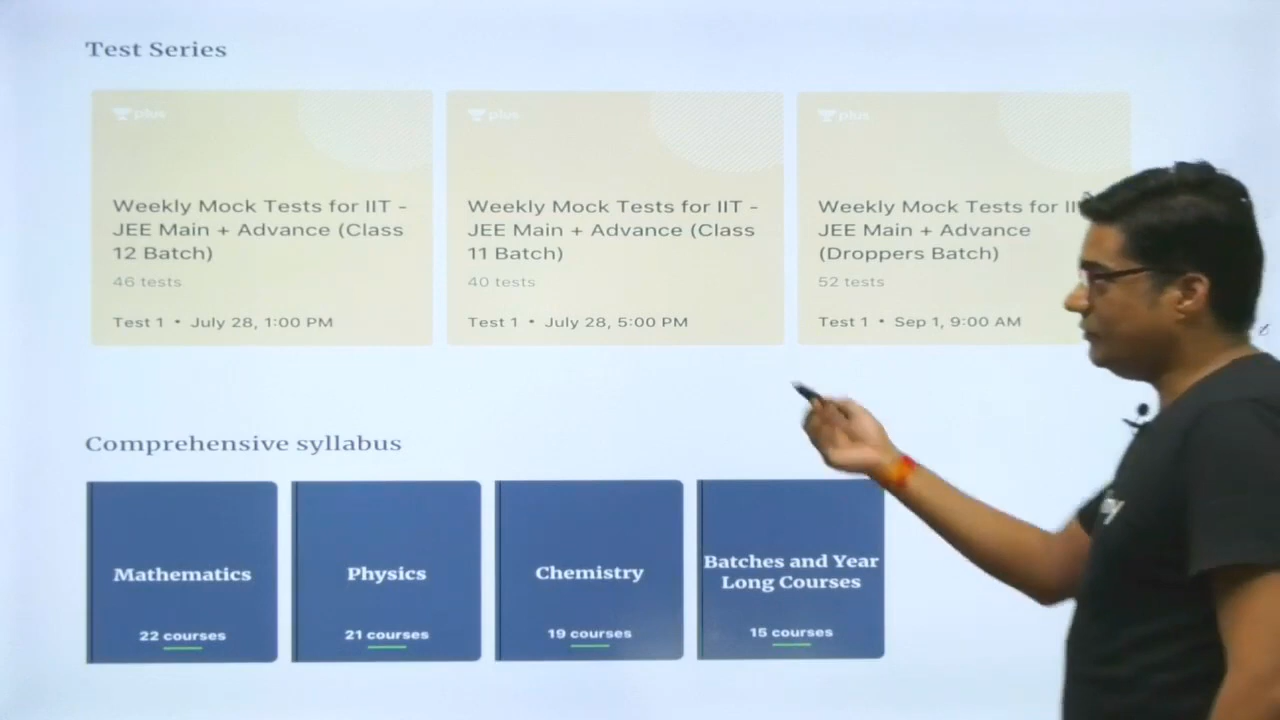 Test Series
plus
Weekly Mock Tests for IIT -
JEE Main + Advance (Class
12 Batch)
46 tests
Test 1 • July 28, 1:00 PM
plus
Weekly Mock Tests for IIT -
JEE Main + Advance (Class
11 Batch)
40 tests
Test 1 • July 28, 5:00 PM
plus
Weekly Mock Tests for
JEE Main + Advance
(Droppers Batch)
52 tests
Test 1 • Sep 1, 9:00 AM
Comprehensive syllabus
Mathematics
22 courses
Physics
21 courses
Chemistry
19 courses
Batches and Year
Long Courses
15 courses